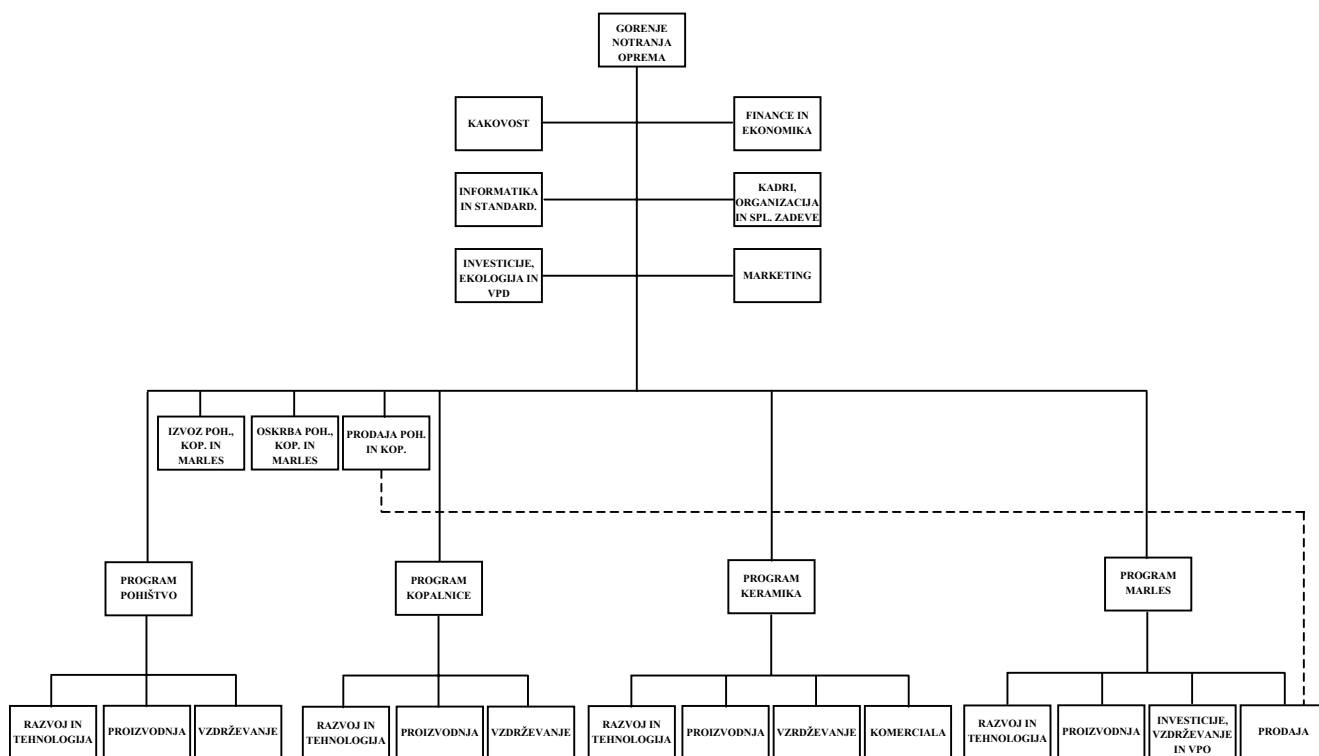 GORENJE
NOTRANJA
OPREMA
KAKOVOST
FINANCE IN
EKONOMIKA
INFORMATIKA
IN STANDARD.
KADRI,
ORGANIZACIJA
IN SPL. ZADEVE
INVESTICIJE,
EKOLOGIJA IN
VPD
MARKETING
IZVOZ POH.,
KOP. IN
MARLES
OSKRBA POH.,
KOP. IN
MARLES
PRODAJA POH.
IN KOP.
PROGRAM
POHIŠTVO
PROGRAM
KOPALNICE
PROGRAM
KERAMIKA
PROGRAM
MARLES
RAZVOJ IN
TEHNOLOGIJA
PROIZVODNJA
VZDRŽEVANJE
RAZVOJ IN
TEHNOLOGIJA
PROIZVODNJA
VZDRŽEVANJE
RAZVOJ IN
TEHNOLOGIJA
PROIZVODNJA
VZRDŽEVANJE
KOMERCIALA
RAZVOJ IN
TEHNOLOGIJA
PROIZVODNJA
INVESTICIJE,
VZDRŽEVANJE
IN VPO
PRODAJA